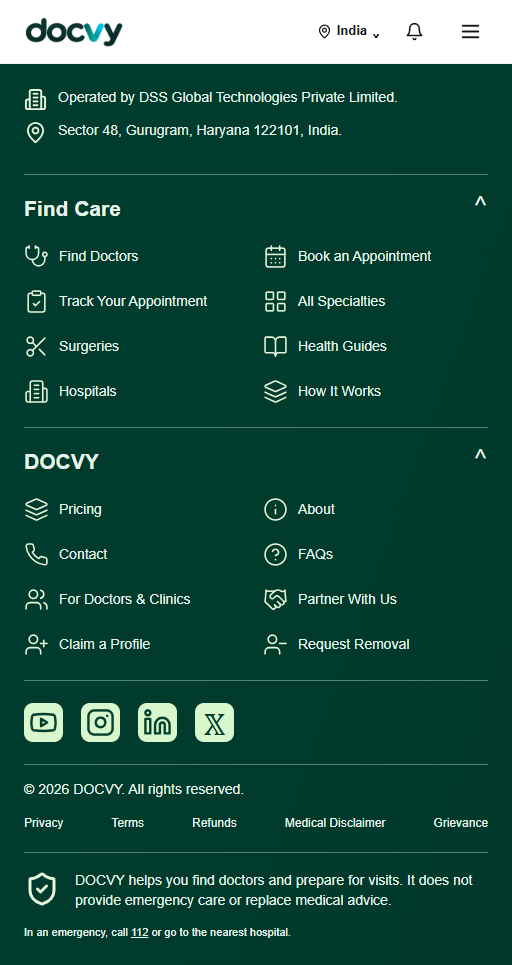 docvy
India
Operated by DSS Global Technologies Private Limited.
Sector 48, Gurugram, Haryana 122101, India.
Find Care
Find Doctors
Book an Appointment
Track Your Appointment
All Specialties
Surgeries
Health Guides
Hospitals
How It Works
DOCVY
Pricing
About
Contact
FAQs
For Doctors & Clinics
Partner With Us
Claim a Profile
Request Removal
© 2026 DOCVY. All rights reserved.
Privacy Terms Refunds Medical Disclaimer Grievance
DOCVY helps you find doctors and prepare for visits. It does not
provide emergency care or replace medical advice.
In an emergency, call 112 or go to the nearest hospital.